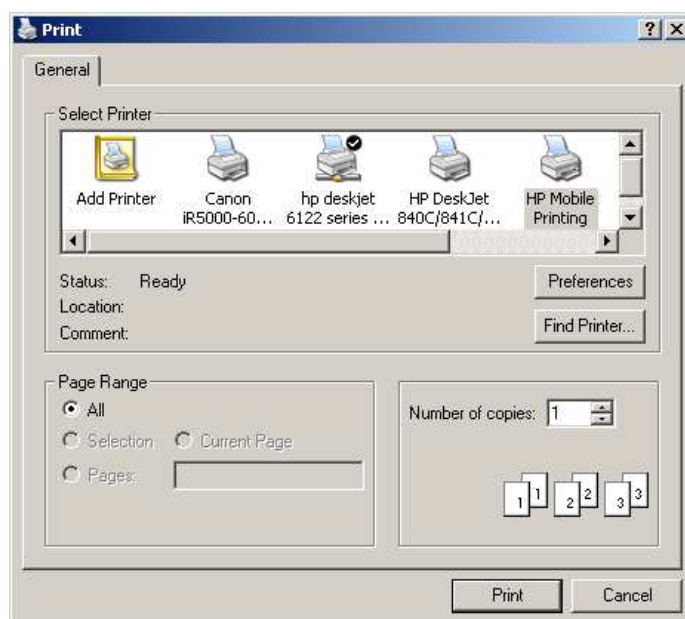 Print
General
Select Printer
Add Printer
Canon iR5000-60...
hp deskjet 6122 series ...
HP DeskJet 840C/841C/...
HP Mobile Printing
Status: Ready
Preferences
Location:
Find Printer...
Comment:
Page Range
All
Selection Current Page
Pages:
Number of copies: 1
1 1 2 2 3 3
Print Cancel